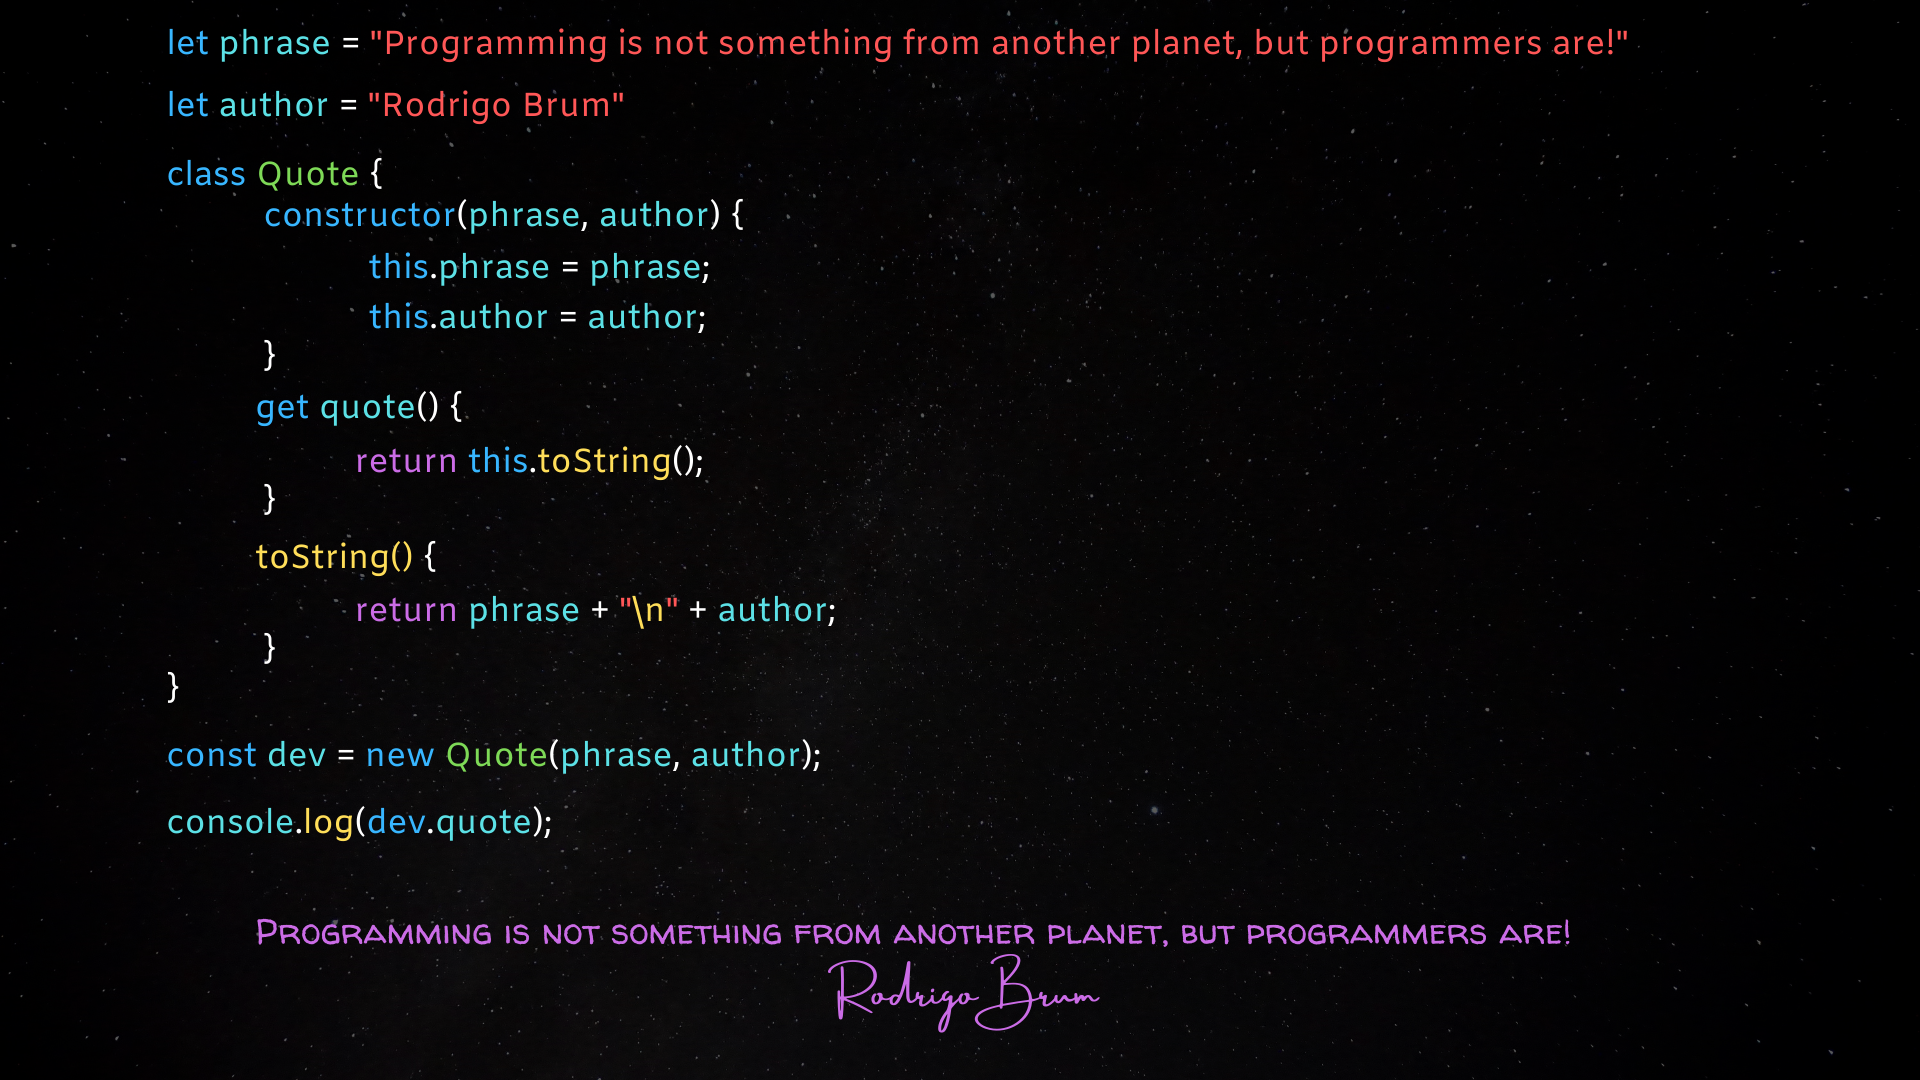 let phrase = "Programming is not something from another planet, but programmers are!"
let author = "Rodrigo Brum"
class Quote {
constructor(phrase, author) {
this.phrase = phrase;
this.author = author;
}
get quote() {
return this.toString();
}
toString() {
return phrase + "\n" + author;
}
}
const dev = new Quote(phrase, author);
console.log(dev.quote);
Programming is not something from another planet, but programmers are!
Rodrigo Brum